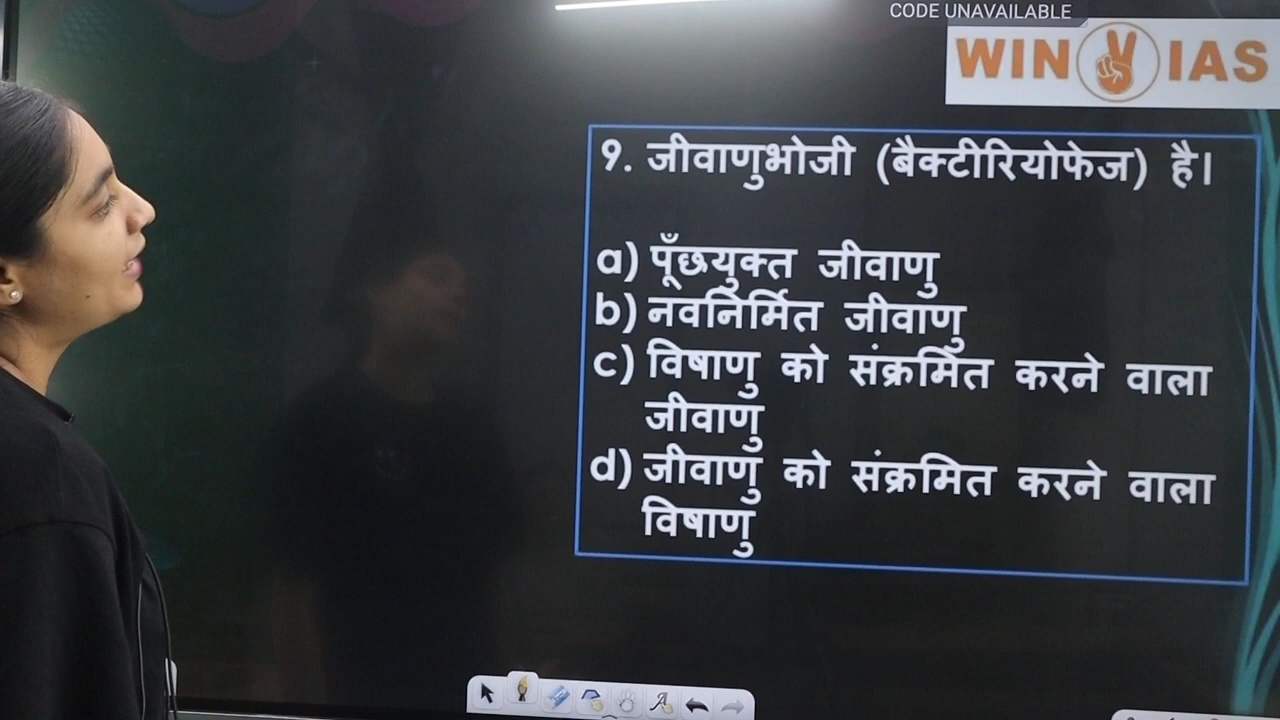 CODE UNAVAILABLE
WIN IAS
9. जीवाणुभोजी (बैक्टीरियोफेज) है।
a) पूँछयुक्त जीवाणु
b) नवनिर्मित जीवाणु
c) विषाणु को संक्रमित करने वाला
जीवाणु
d) जीवाणु को संक्रमित करने वाला
विषाणु